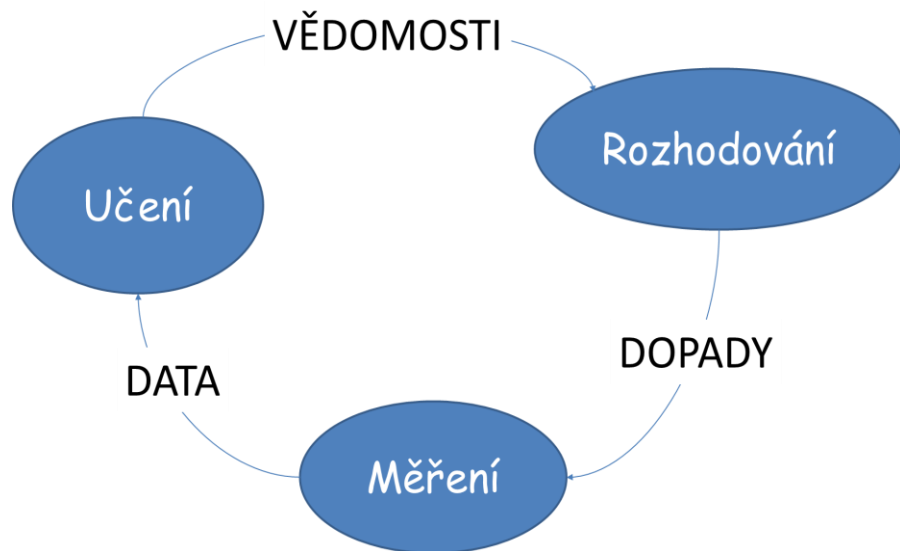 VĚDOMOSTI
Rozhodování
Učení
DOPADY
DATA
Měření